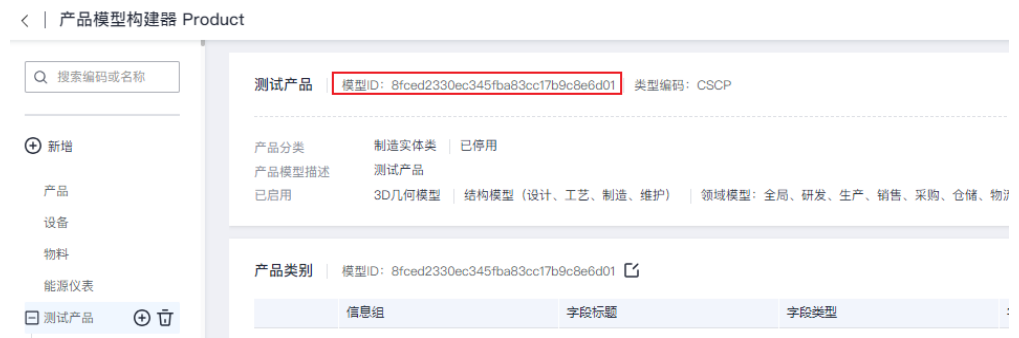 产品模型构建器 Product
搜索编码或名称
新增
产品
设备
物料
能源仪表
测试产品
测试产品 模型ID：8fced2330ec345fba83cc17b9c8e6d01 类型编码：CSCP
产品分类 制造实体类 已停用
产品模型描述 测试产品
已启用 3D几何模型 结构模型（设计、工艺、制造、维护） 领域模型：全局、研发、生产、销售、采购、仓储、物流
产品类别 模型ID：8fced2330ec345fba83cc17b9c8e6d01
信息组 字段标题 字段类型